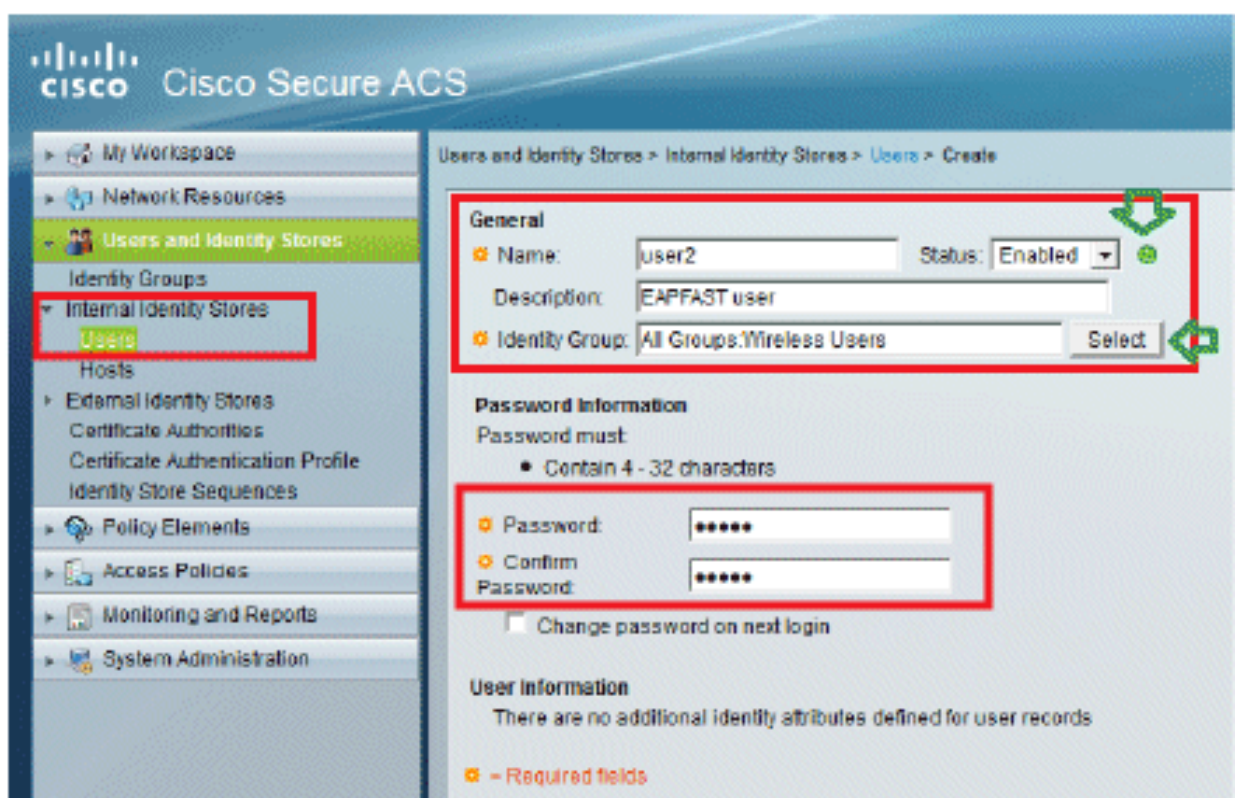 CISCO Cisco Secure ACS
My Workspace
Network Resources
Users and Identity Stores
Identity Groups
Internal Identity Stores
Users
Hosts
External Identity Stores
Certificate Authorities
Certificate Authentication Profile
Identity Store Sequences
Policy Elements
Access Policies
Monitoring and Reports
System Administration
Users and Identity Stores > Internal Identity Stores > Users > Create
General
Name: user2 Status: Enabled
Description: EAPFAST user
Identity Group: All Groups:Wireless Users Select
Password Information
Password must:
• Contain 4 - 32 characters
Password: •••••
Confirm
Password: •••••
Change password on next login
User Information
There are no additional identity attributes defined for user records
= Required fields